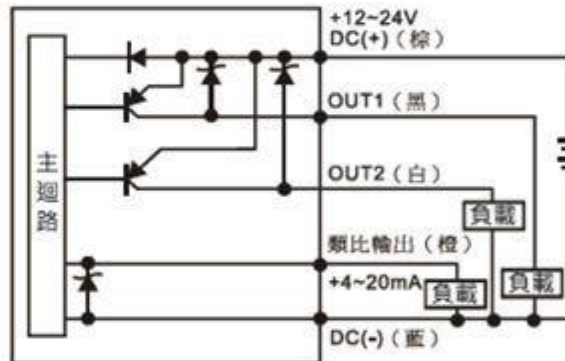 +12~24V
DC(+)（棕）
OUT1（黑）
主迴路
OUT2（白）
負載
類比輸出（橙）
+4~20mA
負載
負載
DC(-)（藍）